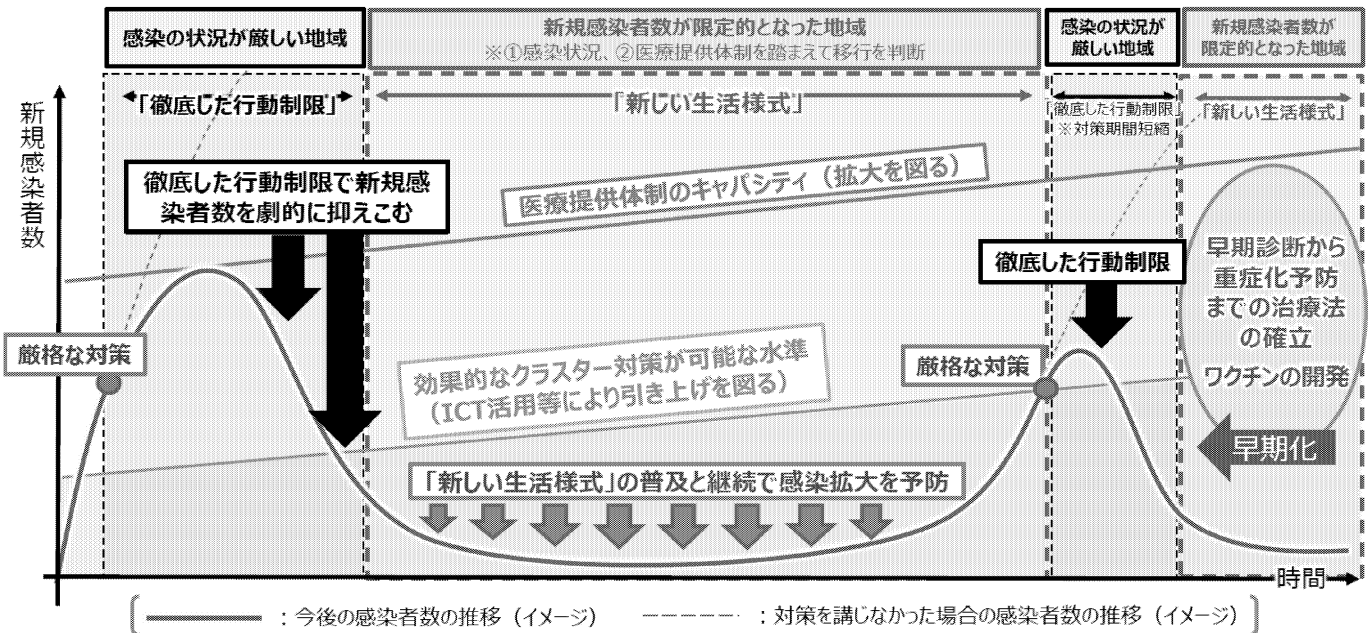 感染の状況が厳しい地域
新規感染者数が限定的となった地域
※①感染状況、②医療提供体制を踏まえて移行を判断
感染の状況が
厳しい地域
新規感染者数が
限定的となった地域
「徹底した行動制限」
「新しい生活様式」
「徹底した行動制限」
※対策期間短縮
「新しい生活様式」
新規感染者数
徹底した行動制限で新規感
染者数を劇的に抑えこむ
医療提供体制のキャパシティ（拡大を図る）
徹底した行動制限
早期診断から
重症化予防
までの治療法
の確立
ワクチンの開発
厳格な対策
効果的なクラスター対策が可能な水準
（ICT活用等により引き上げを図る）
厳格な対策
早期化
「新しい生活様式」の普及と継続で感染拡大を予防
時間
：今後の感染者数の推移（イメージ）
：対策を講じなかった場合の感染者数の推移（イメージ）